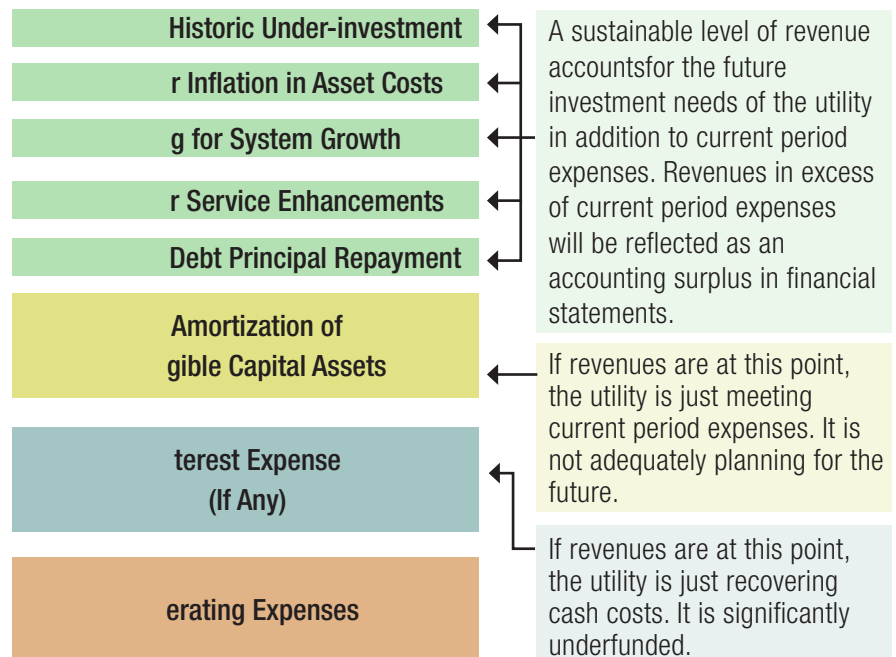 Historic Under-investment
r Inflation in Asset Costs
g for System Growth
r Service Enhancements
Debt Principal Repayment
Amortization of
gible Capital Assets
terest Expense
(If Any)
erating Expenses
A sustainable level of revenue
accountsfor the future
investment needs of the utility
in addition to current period
expenses. Revenues in excess
of current period expenses
will be reflected as an
accounting surplus in financial
statements.
If revenues are at this point,
the utility is just meeting
current period expenses. It is
not adequately planning for the
future.
If revenues are at this point,
the utility is just recovering
cash costs. It is significantly
underfunded.